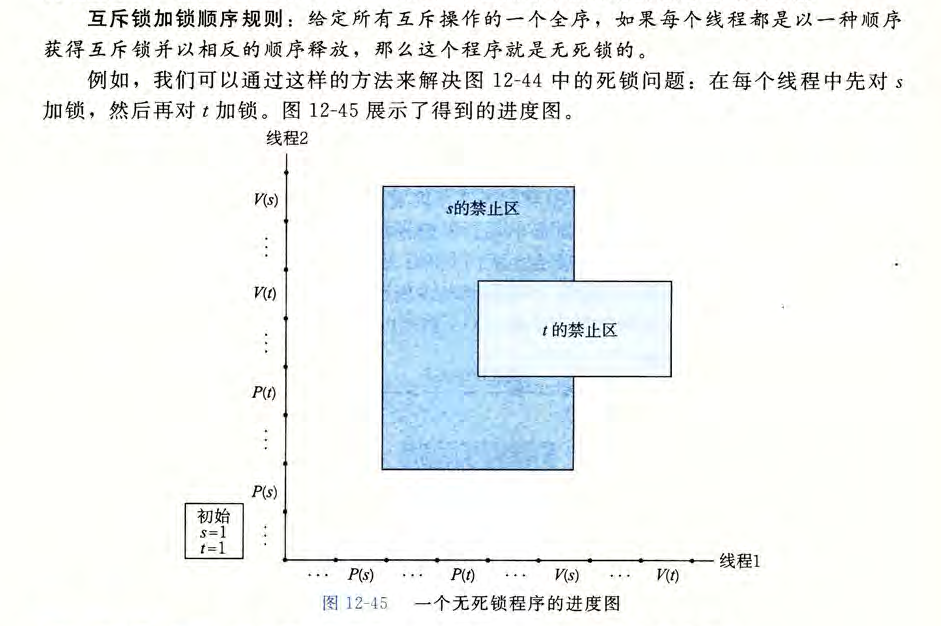 互斥锁加锁顺序规则：给定所有互斥操作的一个全序，如果每个线程都是以一种顺序
获得互斥锁并以相反的顺序释放，那么这个程序就是无死锁的。
例如，我们可以通过这样的方法来解决图 12-44 中的死锁问题：在每个线程中先对 s
加锁，然后再对 t 加锁。图 12-45 展示了得到的进度图。
线程2
V(s)
s的禁止区
⋮
V(t)
t 的禁止区
⋮
P(t)
⋮
P(s)
初始
s=1
t=1
⋮
线程1
··· P(s) ··· P(t) ··· V(s) ··· V(t)
图 12-45 一个无死锁程序的进度图